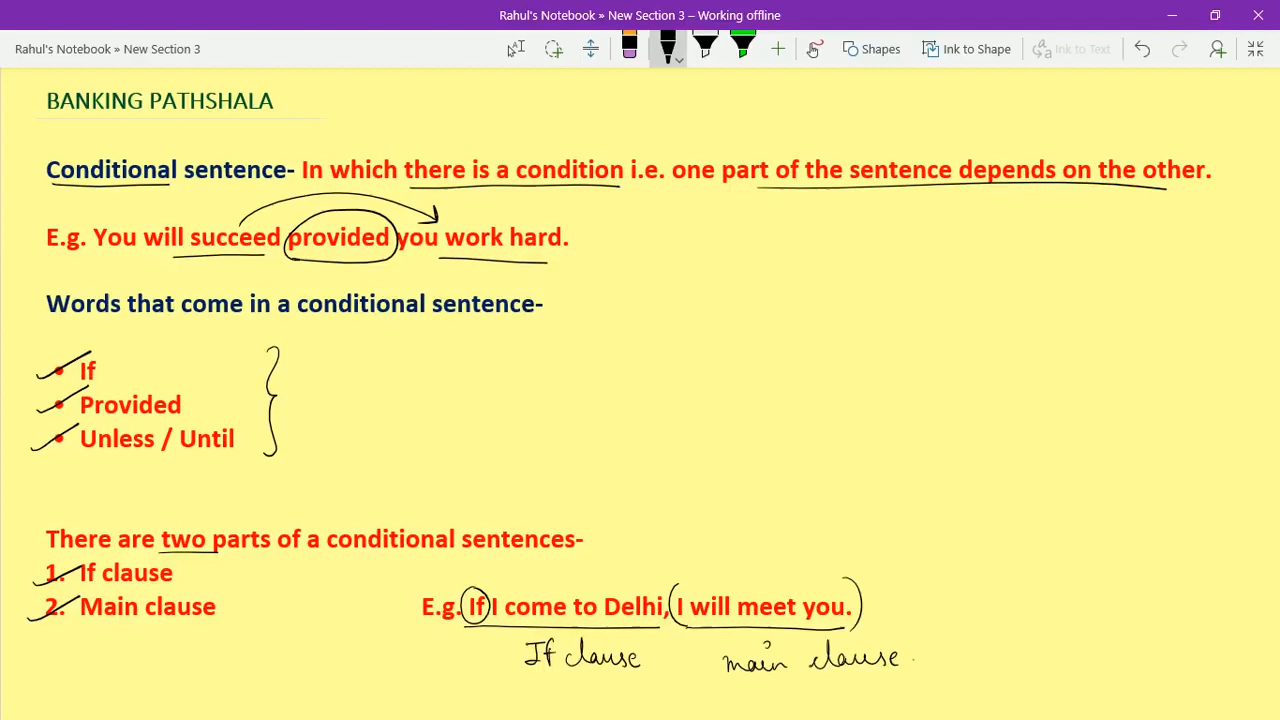 Rahul's Notebook » New Section 3 – Working offline
Rahul's Notebook » New Section 3
Shapes
Ink to Shape
Ink to Text
BANKING PATHSHALA
Conditional sentence- In which there is a condition i.e. one part of the sentence depends on the other.
E.g. You will succeed provided you work hard.
Words that come in a conditional sentence-
• If
• Provided
• Unless / Until
There are two parts of a conditional sentences-
1. If clause
2. Main clause
E.g. If I come to Delhi, I will meet you.
If clause
main clause